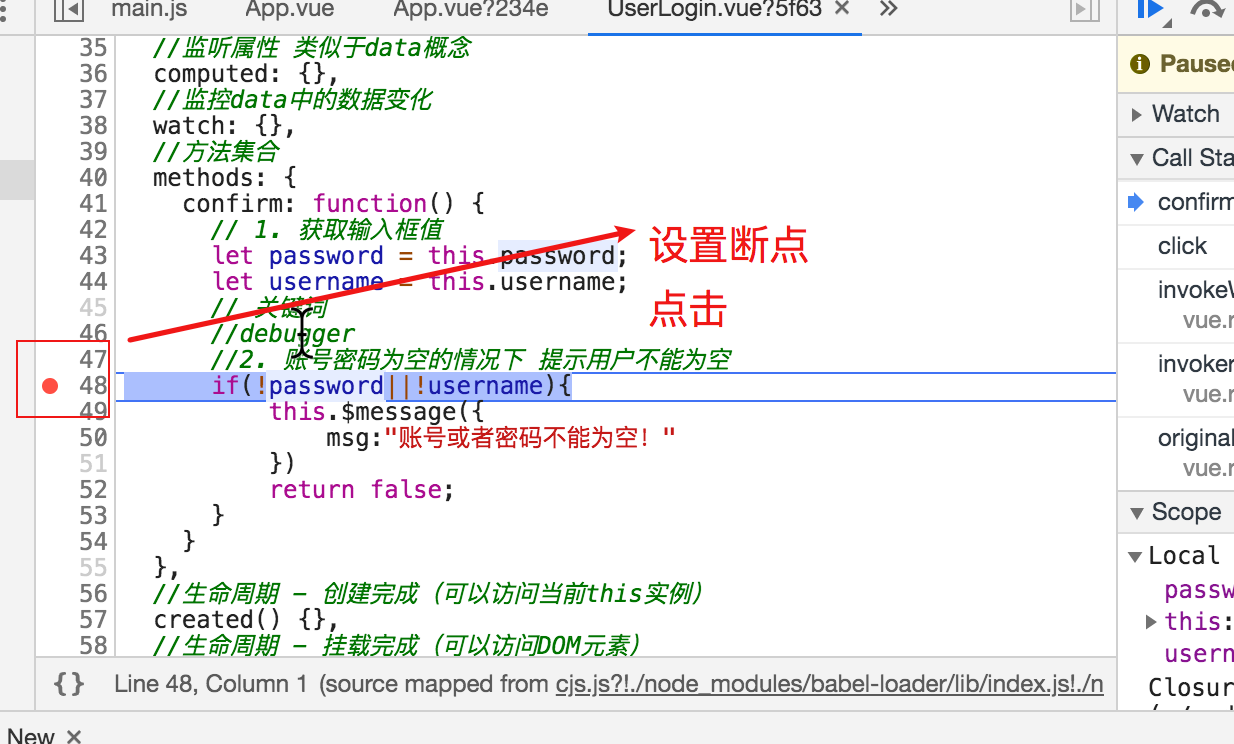 main.js App.vue App.vue?234e UserLogin.vue?5f63 × »
Paused
35 //监听属性 类似于data概念
36 computed: {},
37 //监控data中的数据变化
38 watch: {},
39 //方法集合
40 methods: {
41 confirm: function() {
42 // 1. 获取输入框值
43 let password = this.password;
44 let username = this.username;
45 // 关键词
46 //debugger
47 //2. 账号密码为空的情况下 提示用户不能为空
48 if(!password||!username){
49 this.$message({
50 msg:"账号或者密码不能为空！"
51 })
52 return false;
53 }
54 }
55 },
56 //生命周期 - 创建完成（可以访问当前this实例）
57 created() {},
58 //生命周期 - 挂载完成（可以访问DOM元素）
设置断点
点击
{} Line 48, Column 1 (source mapped from cjs.js?!./node_modules/babel-loader/lib/index.js!./n
New ×
Watch
Call Sta
confirm
click
invokeW
vue.r
invoker
vue.r
original
vue.r
Scope
Local
passw
this:
usern
Closur